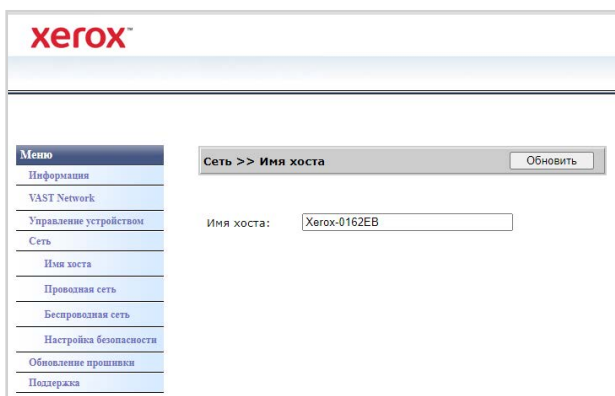 xerox™
Меню
Информация
VAST Network
Управление устройством
Сеть
Имя хоста
Проводная сеть
Беспроводная сеть
Настройка безопасности
Обновление прошивки
Поддержка
Сеть >> Имя хоста
Обновить
Имя хоста: Xerox-0162EB